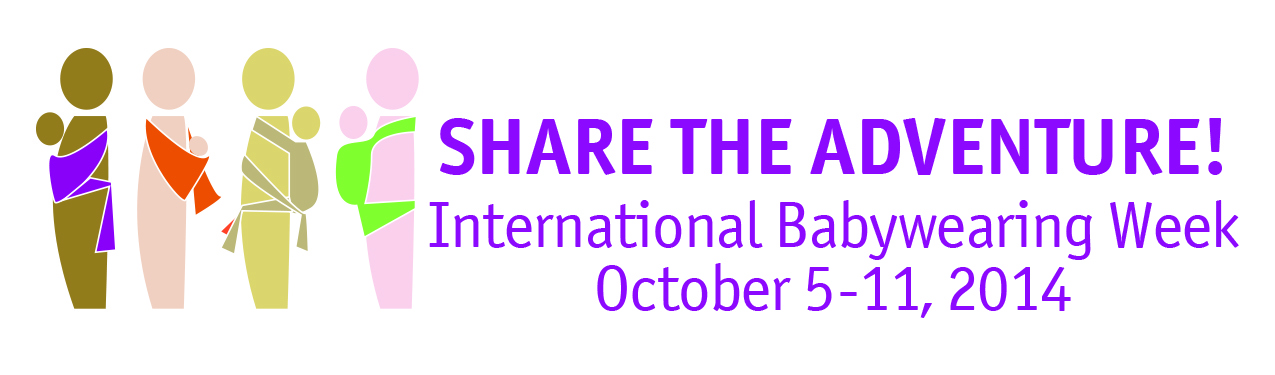 SHARE THE ADVENTURE!
International Babywearing Week
October 5-11, 2014